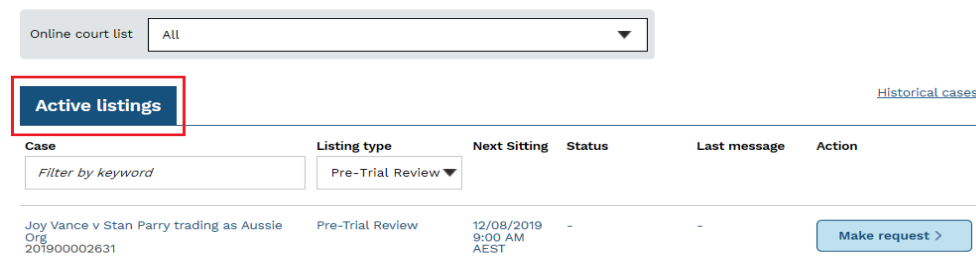 Online court list All
Active listings
Historical cases
Case Listing type Next Sitting Status Last message Action
Filter by keyword Pre-Trial Review
Joy Vance v Stan Parry trading as Aussie Pre-Trial Review 12/08/2019 - - Make request >
Org 9:00 AM
201900002631 AEST